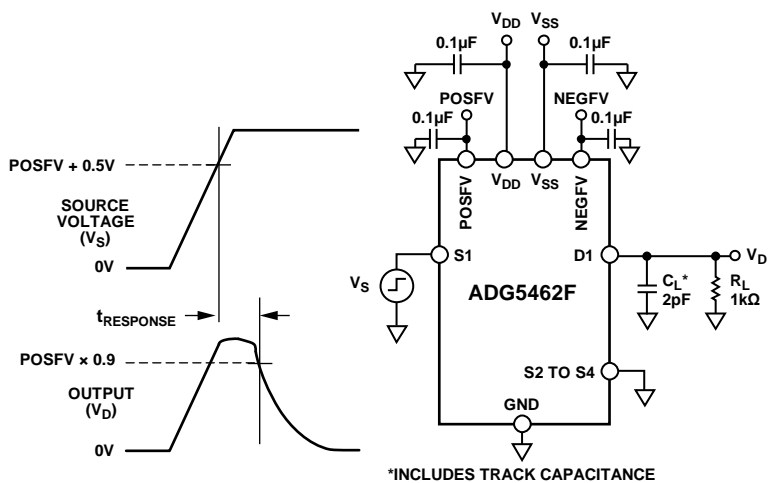 V_DD
V_SS
0.1µF
0.1µF
POSFV
NEGFV
0.1µF
0.1µF
POSFV
V_DD
V_SS
NEGFV
POSFV + 0.5V
SOURCE
VOLTAGE
(V_S)
0V
t_RESPONSE
POSFV × 0.9
OUTPUT
(V_D)
0V
V_S
S1
ADG5462F
D1
V_D
C_L*
2pF
R_L
1kΩ
S2 TO S4
GND
*INCLUDES TRACK CAPACITANCE